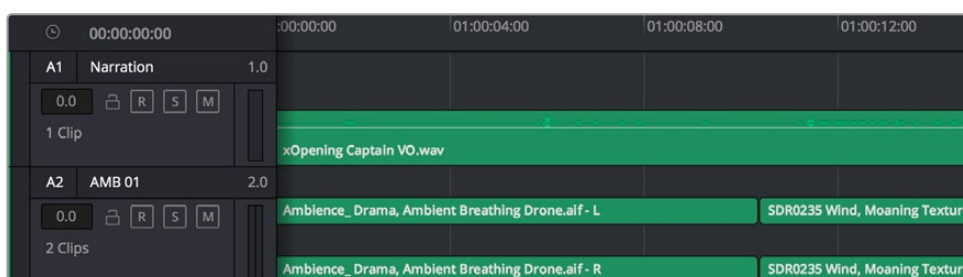 00:00:00:00
:00:00:00 01:00:04:00 01:00:08:00 01:00:12:00
A1 Narration 1.0
0.0 R S M
1 Clip
xOpening Captain VO.wav
A2 AMB 01 2.0
0.0 R S M
2 Clips
Ambience_ Drama, Ambient Breathing Drone.aif - L
SDR0235 Wind, Moaning Textur
Ambience_ Drama, Ambient Breathing Drone.aif - R
SDR0235 Wind, Moaning Textur